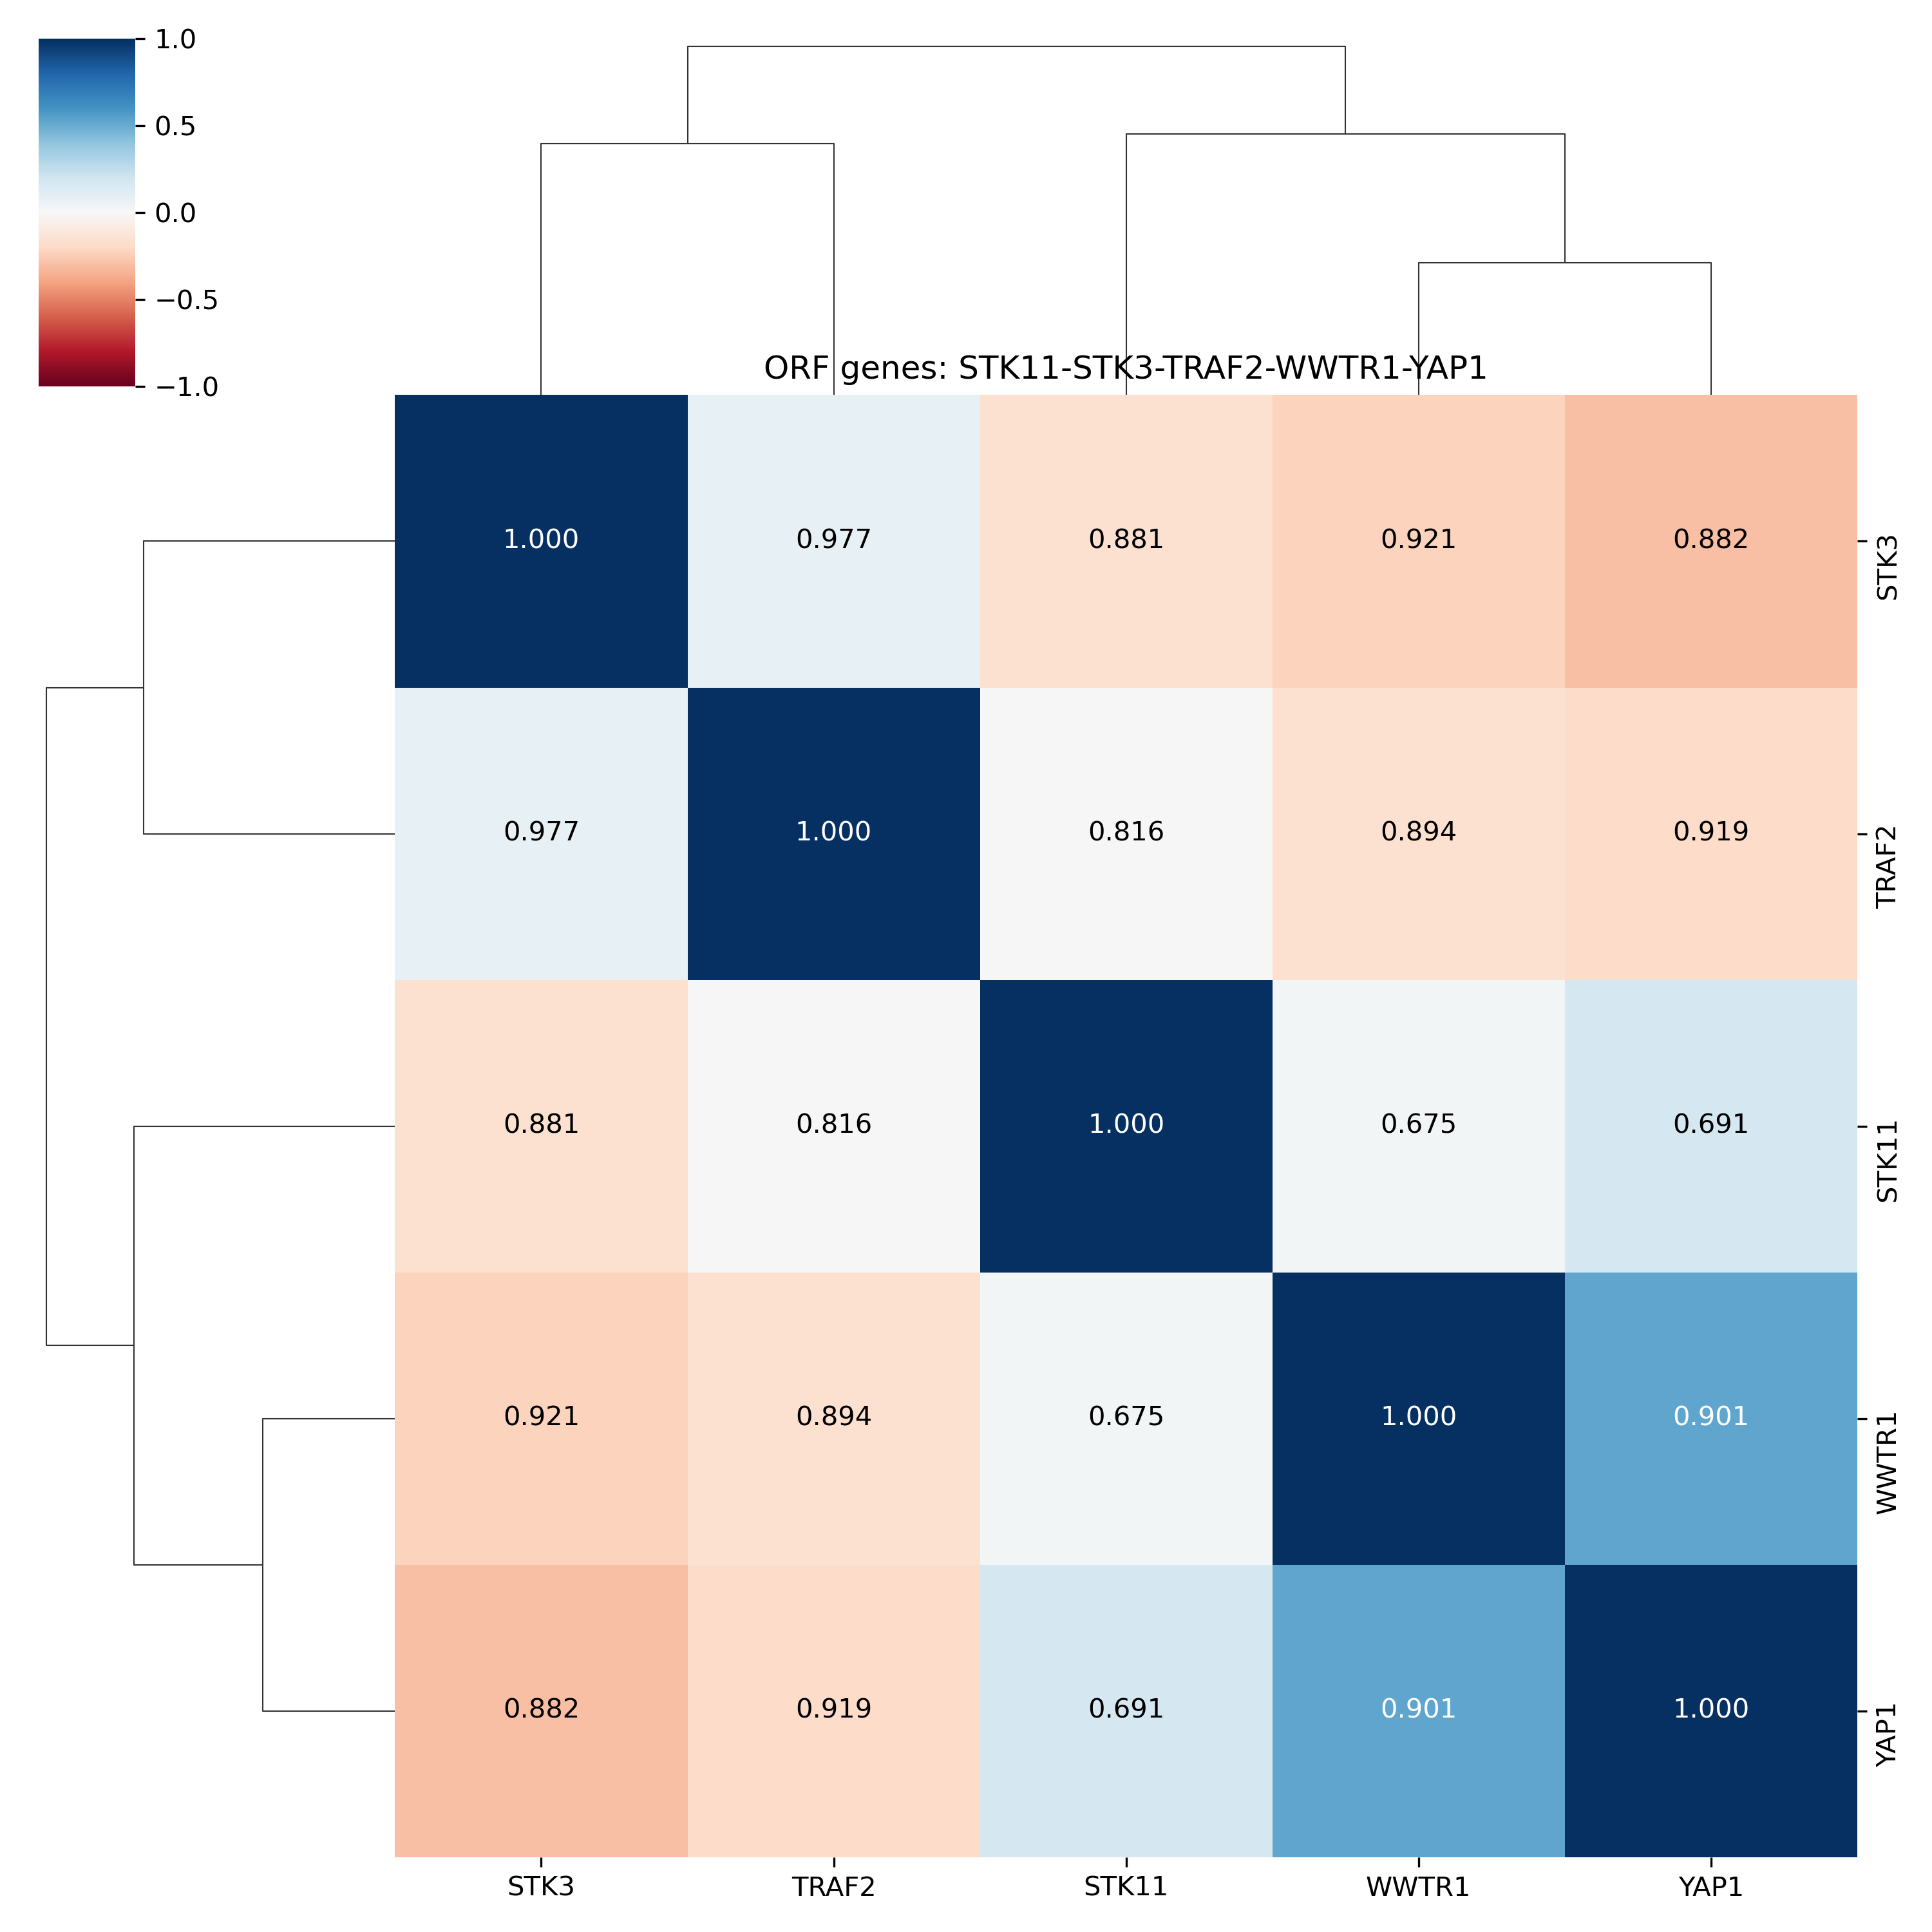 1.0
0.5
0.0
−0.5
−1.0
ORF genes: STK11-STK3-TRAF2-WWTR1-YAP1
1.000 0.977 0.881 0.921 0.882 STK3
0.977 1.000 0.816 0.894 0.919 TRAF2
0.881 0.816 1.000 0.675 0.691 STK11
0.921 0.894 0.675 1.000 0.901 WWTR1
0.882 0.919 0.691 0.901 1.000 YAP1
STK3 TRAF2 STK11 WWTR1 YAP1